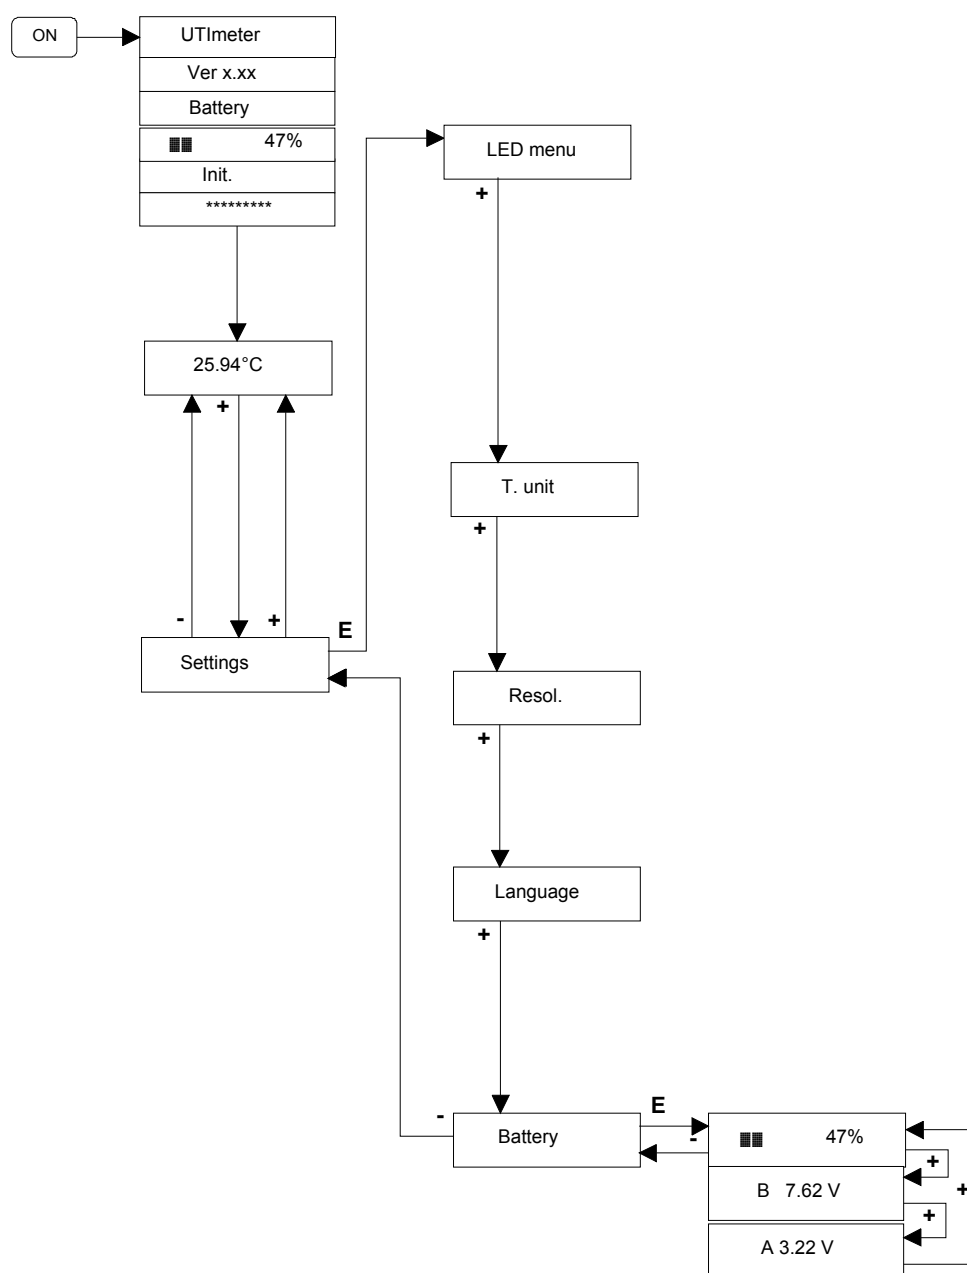 ON
UTImeter
Ver x.xx
Battery
47%
Init.
*********
LED menu
+
25.94°C
+
T. unit
+
-
+
E
Settings
Resol.
+
Language
+
-
Battery
E
-
47%
+
B 7.62 V
+
+
A 3.22 V